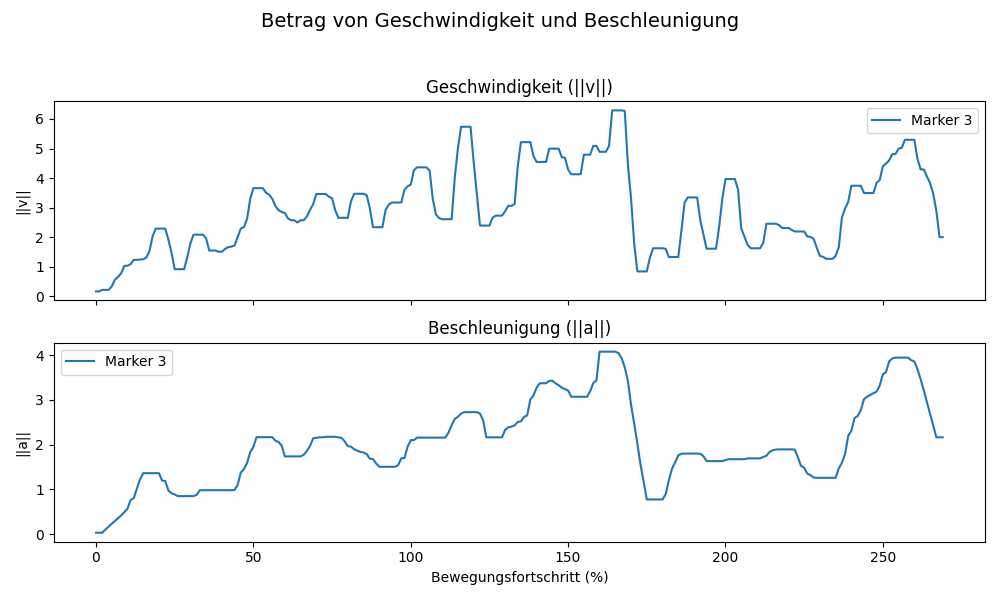 Betrag von Geschwindigkeit und Beschleunigung
Geschwindigkeit (||v||)
Marker 3
||v||
6
5
4
3
2
1
0
Beschleunigung (||a||)
Marker 3
||a||
4
3
2
1
0
0 50 100 150 200 250
Bewegungsfortschritt (%)